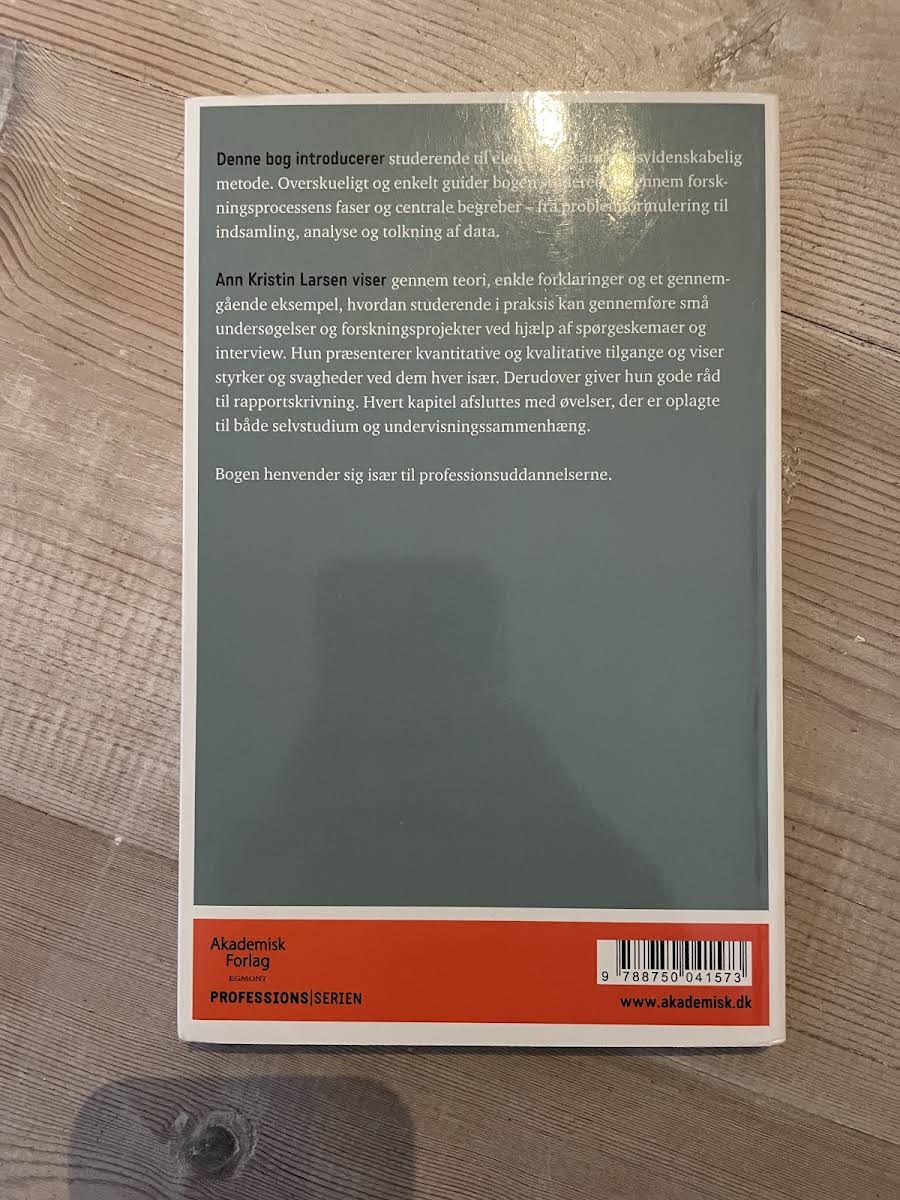 Denne bog introducerer studerende til elementær samfundsvidenskabelig
metode. Overskueligt og enkelt guider bogen studerende gennem forsk-
ningsprocessens faser og centrale begreber – fra problemformulering til
indsamling, analyse og tolkning af data.
Ann Kristin Larsen viser gennem teori, enkle forklaringer og et gennem-
gående eksempel, hvordan studerende i praksis kan gennemføre små
undersøgelser og forskningsprojekter ved hjælp af spørgeskemaer og
interview. Hun præsenterer kvantitative og kvalitative tilgange og viser
styrker og svagheder ved dem hver især. Derudover giver hun gode råd
til rapportskrivning. Hvert kapitel afsluttes med øvelser, der er oplagte
til både selvstudium og undervisningssammenhæng.
Bogen henvender sig især til professionsuddannelserne.
Akademisk
Forlag
EGMONT
PROFESSIONS|SERIEN
9 788750 041573
www.akademisk.dk